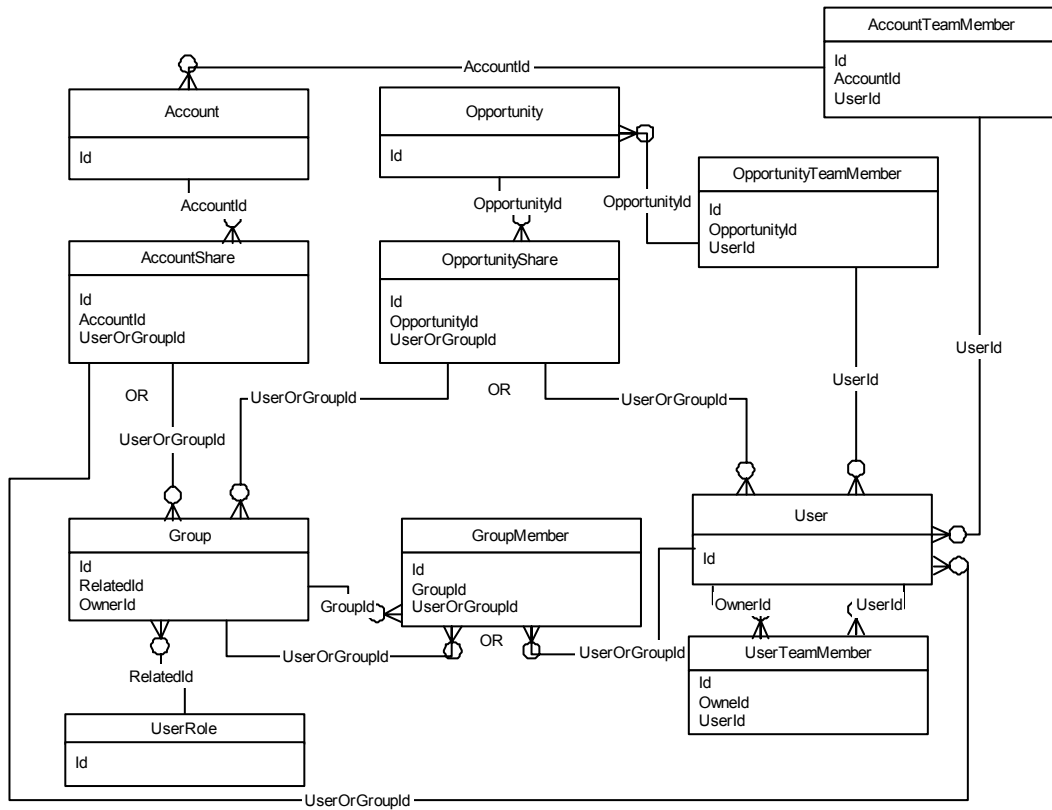 AccountTeamMember
Id
AccountId
UserId
AccountId
Account
Id
Opportunity
Id
OpportunityTeamMember
Id
OpportunityId
UserId
AccountId
OpportunityId
OpportunityId
AccountShare
Id
AccountId
UserOrGroupId
OpportunityShare
Id
OpportunityId
UserOrGroupId
UserId
UserId
OR
UserOrGroupId
OR
UserOrGroupId
UserOrGroupId
Group
Id
RelatedId
OwnerId
GroupMember
Id
GroupId
UserOrGroupId
User
Id
GroupId
OwnerId
UserId
OR
UserOrGroupId
UserOrGroupId
UserTeamMember
Id
OwneId
UserId
RelatedId
UserRole
Id
UserOrGroupId